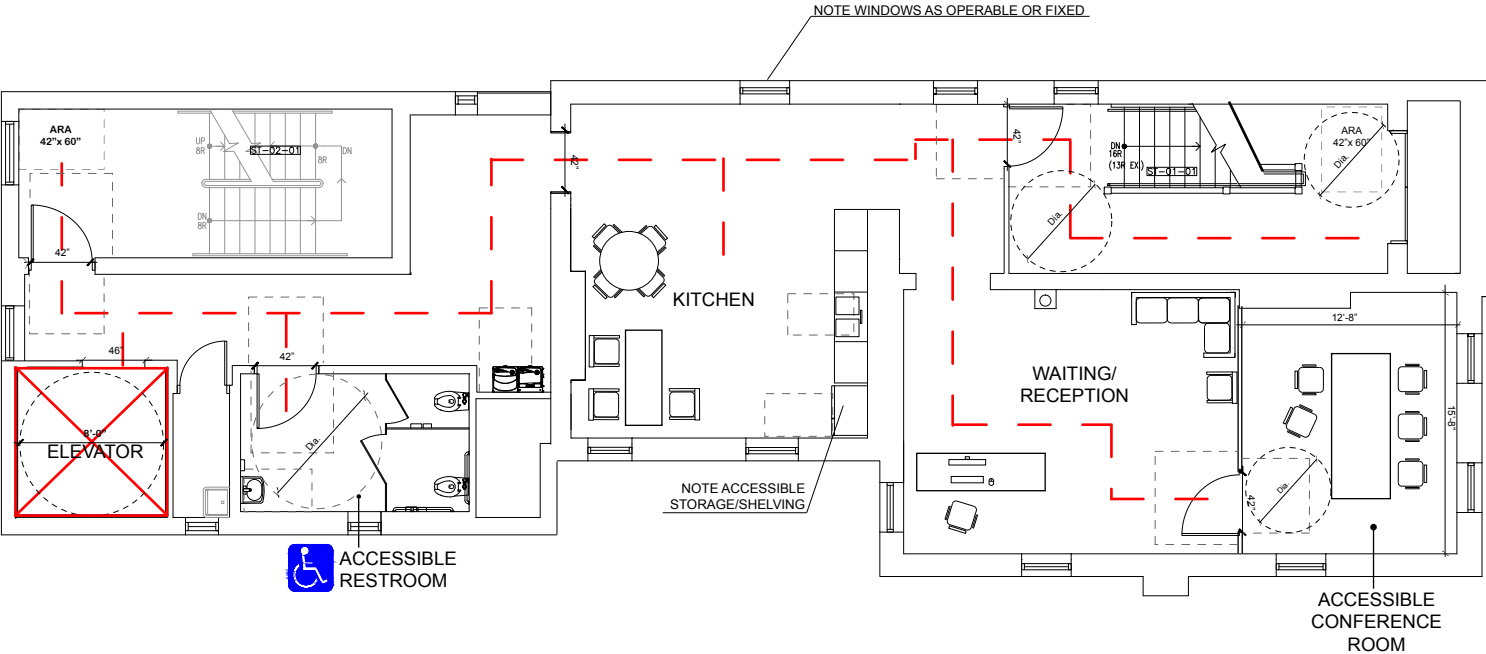 NOTE WINDOWS AS OPERABLE OR FIXED
ARA
42"x 60"
UP
8R
ST-02-01
8R
DN
DN
8R
42"
42"
42"
DN
16R
(13R EX.)
ST-01-01
ARA
42"x 60"
Dia.
Dia.
KITCHEN
46"
42"
8'-0"
ELEVATOR
Dia.
WAITING/
RECEPTION
12'-8"
15'-8"
42"
Dia.
NOTE ACCESSIBLE
STORAGE/SHELVING
ACCESSIBLE
RESTROOM
ACCESSIBLE
CONFERENCE
ROOM